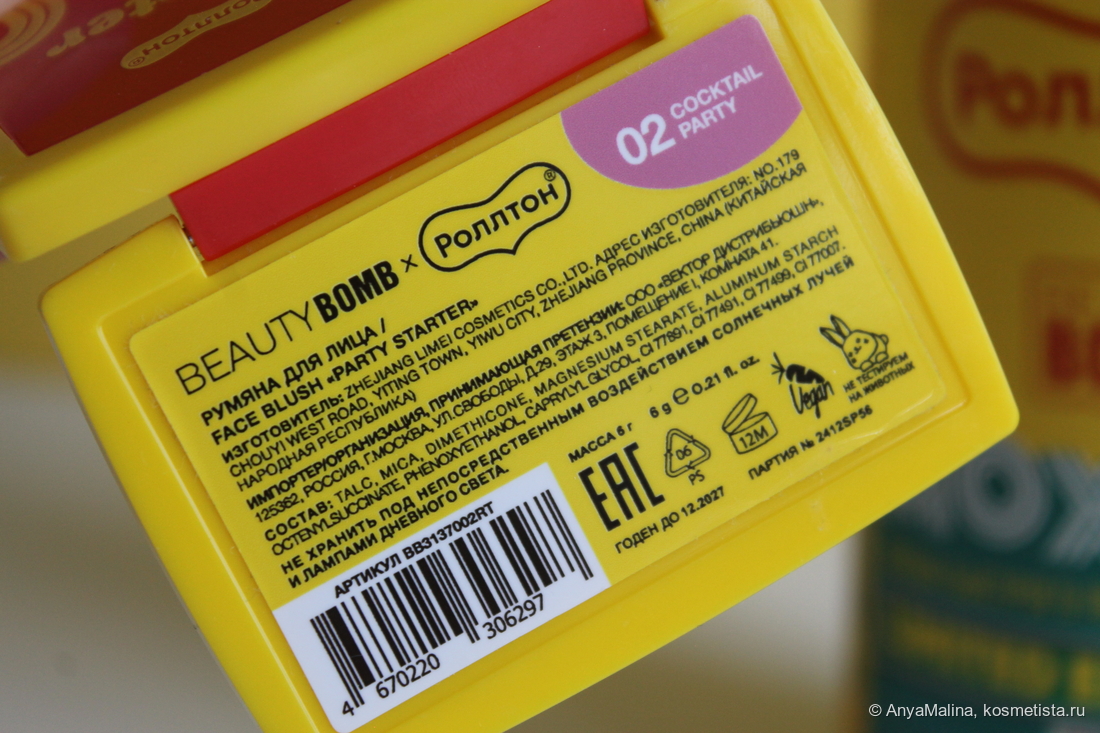 Роллтон
02 COCKTAIL
PARTY
BEAUTY BOMB x Роллтон®
РУМЯНА ДЛЯ ЛИЦА /
FACE BLUSH «PARTY STARTER»
ИЗГОТОВИТЕЛЬ: ZHEJIANG LIMEI COSMETICS CO.,LTD. АДРЕС ИЗГОТОВИТЕЛЯ: NO.179
CHOUYI WEST ROAD, YITING TOWN, YIWU CITY, ZHEJIANG PROVINCE, CHINA (КИТАЙСКАЯ
НАРОДНАЯ РЕСПУБЛИКА)
ИМПОРТЕР/ОРГАНИЗАЦИЯ, ПРИНИМАЮЩАЯ ПРЕТЕНЗИИ: ООО «ВЕКТОР ДИСТРИБЬЮШН»,
125362, РОССИЯ, Г.МОСКВА, УЛ.СВОБОДЫ, Д.29, ЭТАЖ 3, ПОМЕЩЕНИЕ I, КОМНАТА 41.
СОСТАВ: TALC, MICA, DIMETHICONE, MAGNESIUM STEARATE, ALUMINUM STARCH
OCTENYLSUCCINATE, PHENOXYETHANOL, CAPRYLYL GLYCOL, CI 77891, CI 77491, CI 77499, CI 77007.
НЕ ХРАНИТЬ ПОД НЕПОСРЕДСТВЕННЫМ ВОЗДЕЙСТВИЕМ СОЛНЕЧНЫХ ЛУЧЕЙ
И ЛАМПАМИ ДНЕВНОГО СВЕТА.
МАССА 6 г 6 g e 0.21 fl. oz.
EAC
06
PS
12M
Vegan
НЕ ТЕСТИРУЕМ
НА ЖИВОТНЫХ
ГОДЕН ДО 12.2027
ПАРТИЯ № 2412SP56
АРТИКУЛ BB3137002RT
4 670220 306297
© AnyaMalina, kosmetista.ru